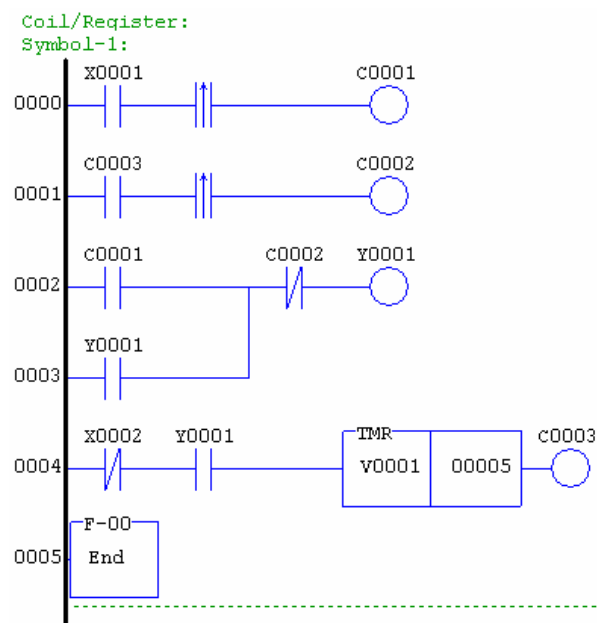 Coil/Register:
Symbol-1:
X0001 C0001
0000
C0003 C0002
0001
C0001 C0002 Y0001
0002
Y0001
0003
X0002 Y0001 TMR C0003
0004 V0001 00005
F-00
0005 End